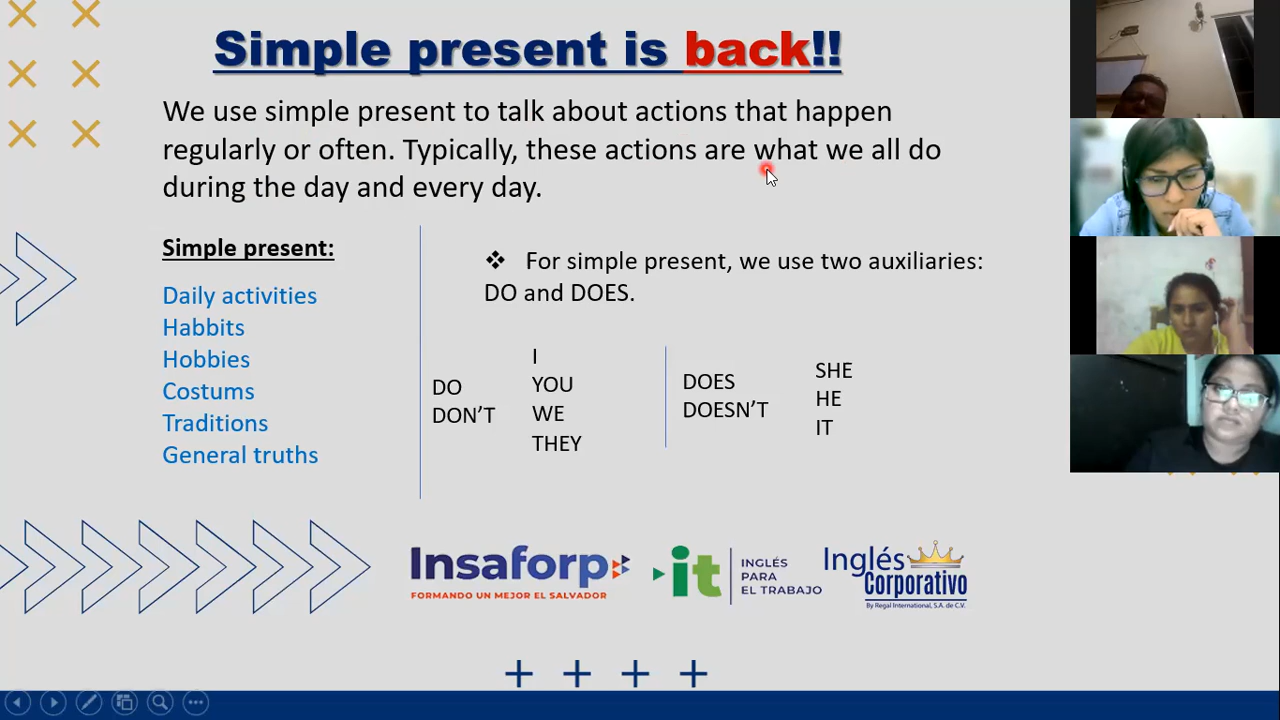 Simple present is back!!
We use simple present to talk about actions that happen
regularly or often. Typically, these actions are what we all do
during the day and every day.
Simple present:
Daily activities
Habbits
Hobbies
Costums
Traditions
General truths
❖ For simple present, we use two auxiliaries:
DO and DOES.
DO
DON’T
I
YOU
WE
THEY
DOES
DOESN’T
SHE
HE
IT
Insaforp
FORMANDO UN MEJOR EL SALVADOR
it
INGLÉS
PARA
EL TRABAJO
Inglés
Corporativo
By Regal International, S.A. de C.V.